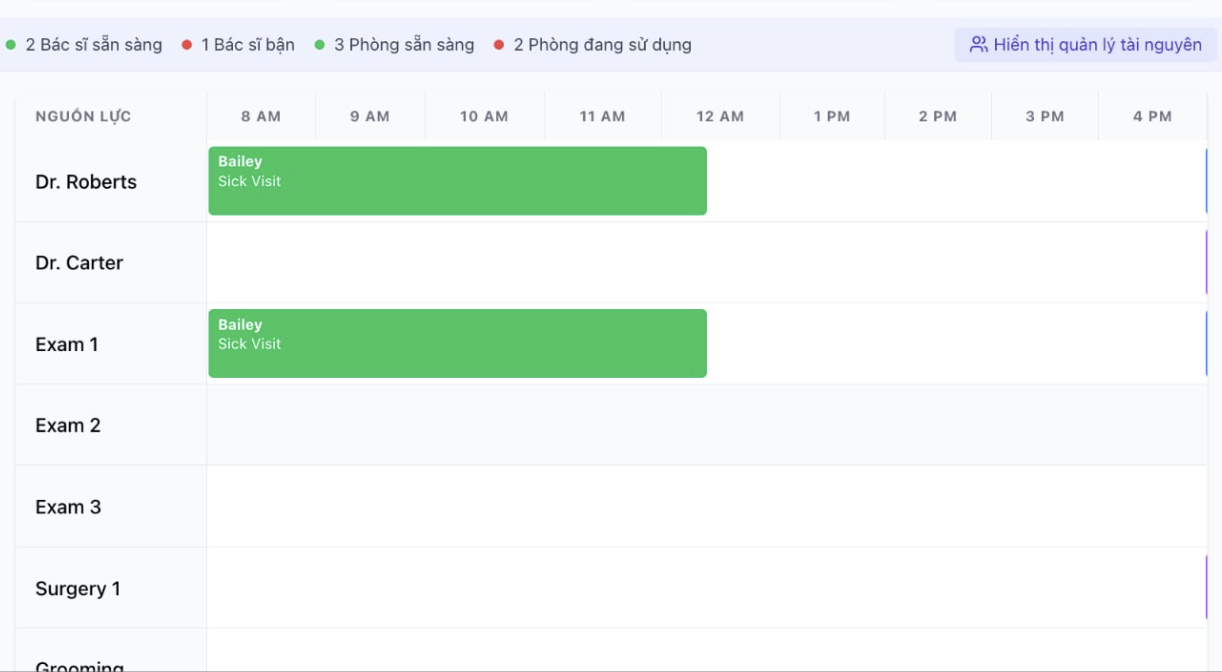 2 Bác sĩ sẵn sàng 1 Bác sĩ bận 3 Phòng sẵn sàng 2 Phòng đang sử dụng Hiển thị quản lý tài nguyên
NGUỒN LỰC 8 AM 9 AM 10 AM 11 AM 12 AM 1 PM 2 PM 3 PM 4 PM
Dr. Roberts
Bailey
Sick Visit
Dr. Carter
Exam 1
Bailey
Sick Visit
Exam 2
Exam 3
Surgery 1
Grooming